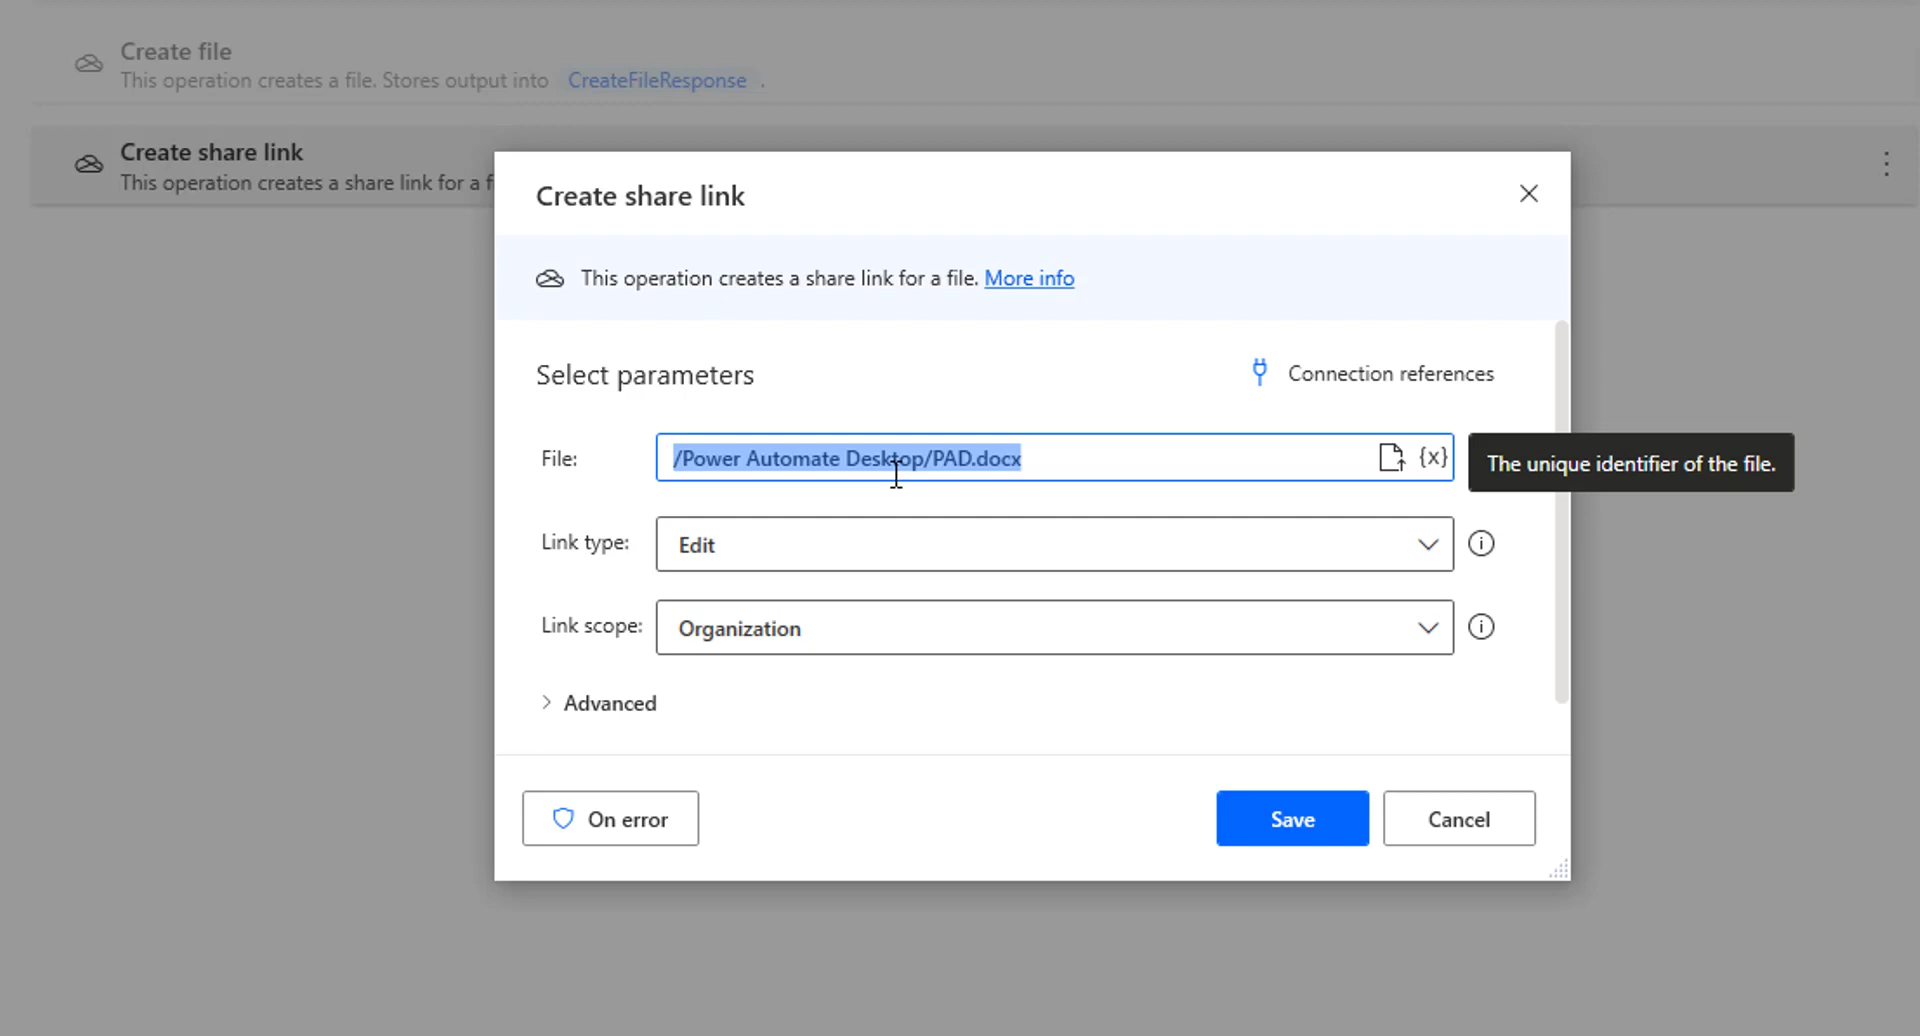 Create file
This operation creates a file. Stores output into CreateFileResponse .
Create share link
This operation creates a share link for a f
Create share link
This operation creates a share link for a file. More info
Select parameters
Connection references
File:
/Power Automate Desktop/PAD.docx
{x}
The unique identifier of the file.
Link type:
Edit
Link scope:
Organization
Advanced
On error
Save
Cancel